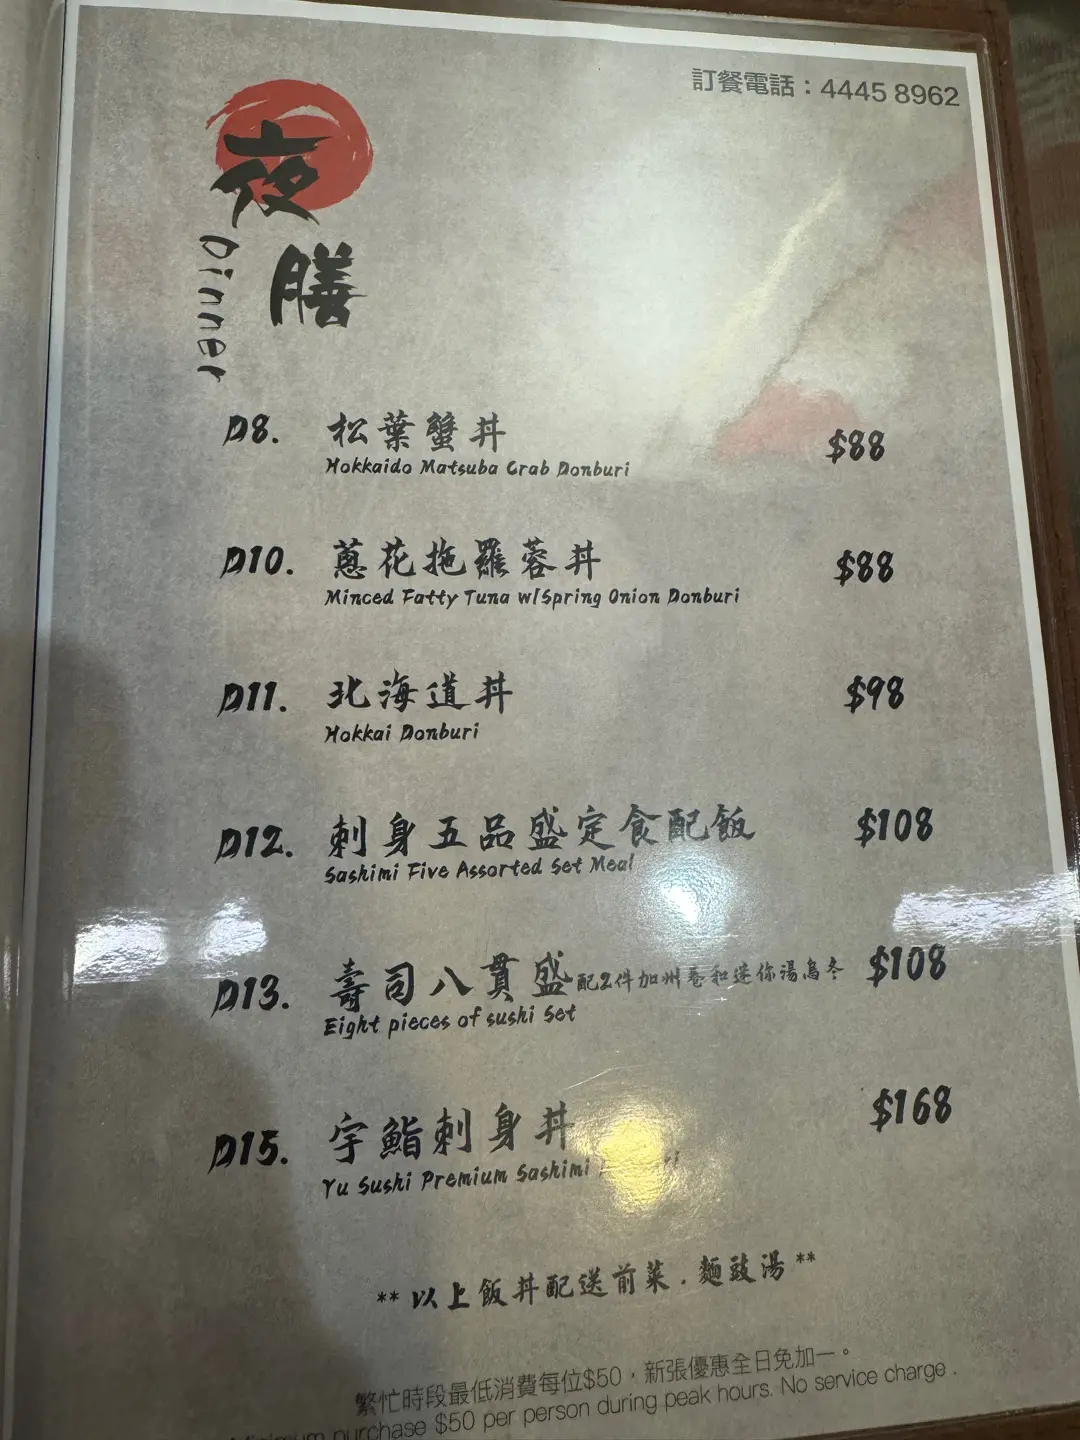 訂餐電話：4445 8962
夜膳
Dinner
D8. 松葉蟹丼 $88
Hokkaido Matsuba Crab Donburi
D10. 蔥花拖羅蓉丼 $88
Minced Fatty Tuna w/Spring Onion Donburi
D11. 北海道丼 $98
Hokkai Donburi
D12. 刺身五品盛定食配飯 $108
Sashimi Five Assorted Set Meal
D13. 壽司八貫盛配2件加州卷和迷你湯烏冬 $108
Eight pieces of sushi Set
D15. 宇鮨刺身丼 $168
Yu Sushi Premium Sashimi
** 以上飯丼配送前菜．麵豉湯 **
繁忙時段最低消費每位$50，新張優惠全日免加一。
purchase $50 per person during peak hours. No service charge .